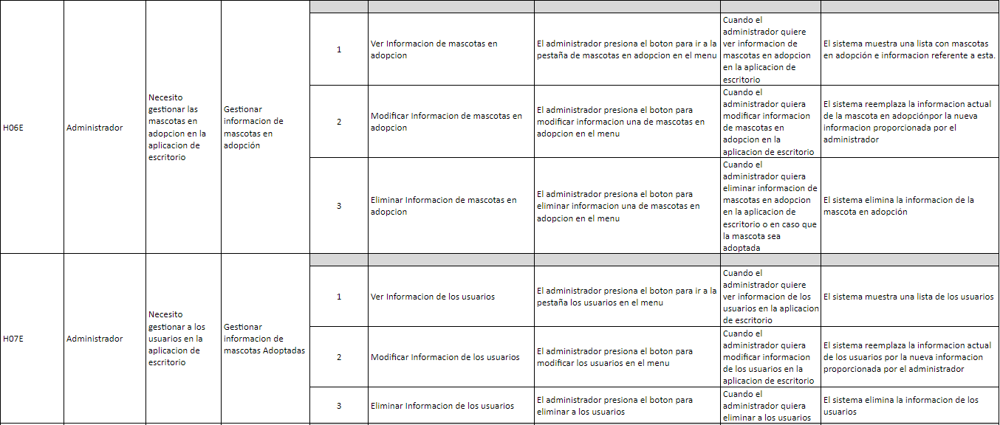 H06E
Administrador
Necesito
gestionar las
mascotas en
adopcion en la
aplicacion de
escritorio
Gestionar
informacion de
mascotas en
adopción
1
Ver Informacion de mascotas en
adopcion
El administrador presiona el boton para ir a la
pestaña de mascotas en adopcion en el menu
Cuando el
administrador quiere
ver informacion de
mascotas en adopcion
en la aplicacion de
escritorio
El sistema muestra una lista con mascotas
en adopción e informacion referente a esta.
2
Modificar Informacion de mascotas en
adopcion
El administrador presiona el boton para
modificar informacion una de mascotas en
adopcion en el menu
Cuando el
administrador quiera
modificar informacion
de mascotas en
adopcion en la
aplicacion de escritorio
El sistema reemplaza la informacion actual
de la mascota en adopciónpor la nueva
informacion proporcionada por el
administrador
3
Eliminar Informacion de mascotas en
adopcion
El administrador presiona el boton para
eliminar informacion una de mascotas en
adopcion en el menu
Cuando el
administrador quiera
eliminar informacion de
mascotas en adopcion
en la aplicacion de
escritorio o en caso que
la mascota sea
adoptada
El sistema elimina la informacion de la
mascota en adopción
H07E
Administrador
Necesito
gestionar a los
usuarios en la
aplicacion de
escritorio
Gestionar
informacion de
mascotas Adoptadas
1
Ver Informacion de los usuarios
El administrador presiona el boton para ir a la
pestaña los usuarios en el menu
Cuando el
administrador quiere
ver informacion de los
usuarios en la aplicacion
de escritorio
El sistema muestra una lista de los usuarios
2
Modificar Informacion de los usuarios
El administrador presiona el boton para
modificar los usuarios en el menu
Cuando el
administrador quiera
modificar informacion
de los usuarios en la
aplicacion de escritorio
El sistema reemplaza la informacion actual
de los usuarios por la nueva informacion
proporcionada por el administrador
3
Eliminar Informacion de los usuarios
El administrador presiona el boton para
eliminar a los usuarios
Cuando el
administrador quiera
eliminar a los usuarios
El sistema elimina la informacion de los
usuarios